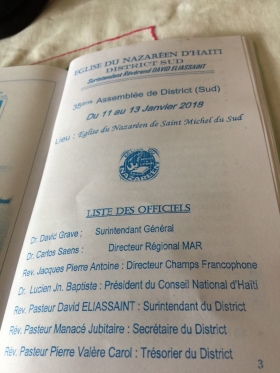 EGLISE DU NAZARÉEN D'HAITI
DISTRICT SUD
Surintendant Révérend DAVID ELIASSAINT
35ème Assemblée de District (Sud)
Du 11 au 13 Janvier 2018
Lieu : Eglise du Nazaréen de Saint Michel du Sud
LISTE DES OFFICIELS
Dr. David Grave : Surintendant Général
Dr. Carlos Saens : Directeur Régional MAR
Rev. Jacques Pierre Antoine : Directeur Champs Francophone
Dr. Lucien Jn. Baptiste : Président du Conseil National d'Haïti
Rev. Pasteur David ELIASSAINT : Surintendant du District
Rév. Pasteur Menacé Jubitaire : Secrétaire du District
Rév. Pasteur Pierre Valère Carol : Trésorier du District
3